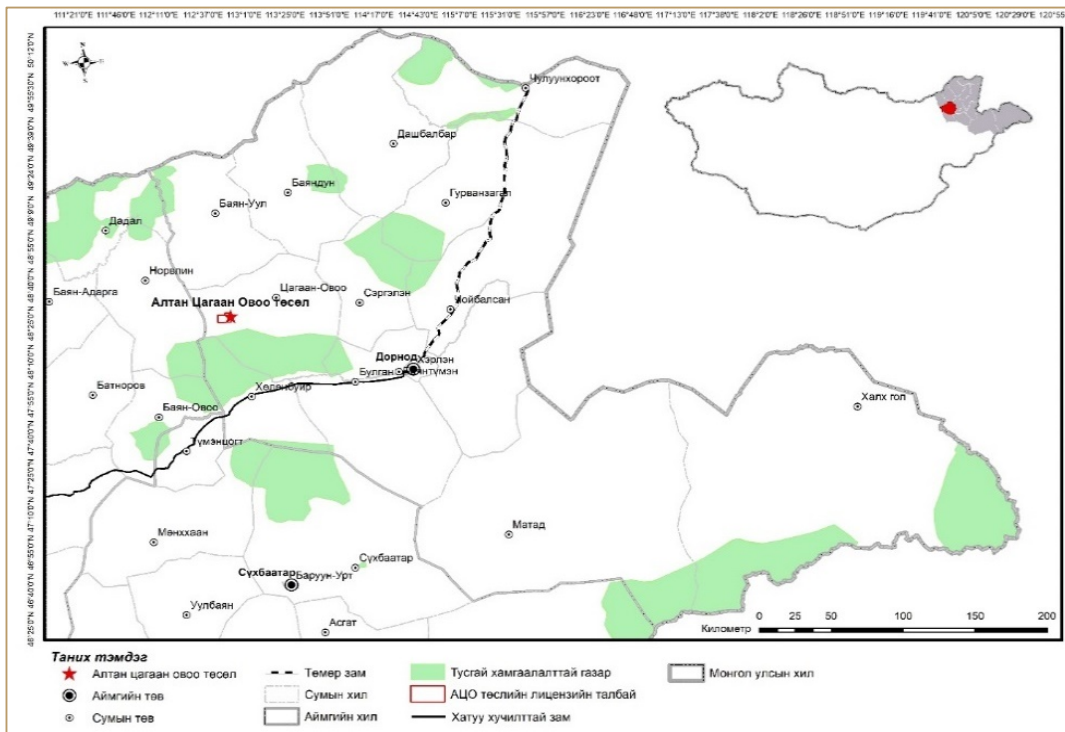 111°21'0"E 111°46'0"E 112°11'0"E 112°37'0"E 113°1'0"E 113°25'0"E 113°51'0"E 114°17'0"E 114°43'0"E 115°7'0"E 115°31'0"E 115°57'0"E 116°22'0"E 116°48'0"E 117°13'0"E 117°38'0"E 118°2'0"E 118°26'0"E 118°51'0"E 119°16'0"E 119°41'0"E 120°5'0"E 120°29'0"E
Чулуунхороот
Дашбалбар
Баяндун
Гурванзагал
Баян-Уул
Дадал
Норовлин
Баян-Адарга
Цагаан-Овоо
Сэргэлэн
Алтан Цагаан Овоо төсөл
Чойбалсан
Дорнод
Хэрлэн
Булган
Баянтүмэн
Хөлөнбуйр
Батноров
Баян-Овоо
Халх гол
Түмэнцогт
Мөнххаан
Матад
Сүхбаатар
Сүхбаатар
Баруун-Урт
Уулбаян
Асгат
0 50 100 150 200
Километр
Таних тэмдэг
Алтан цагаан овоо төсөл
Төмөр зам
Тусгай хамгаалалттай газар
Монгол улсын хил
Аймгийн төв
Сумын хил
АЦО төслийн лицензийн талбай
Сумын төв
Аймгийн хил
Хатуу хучилттай зам